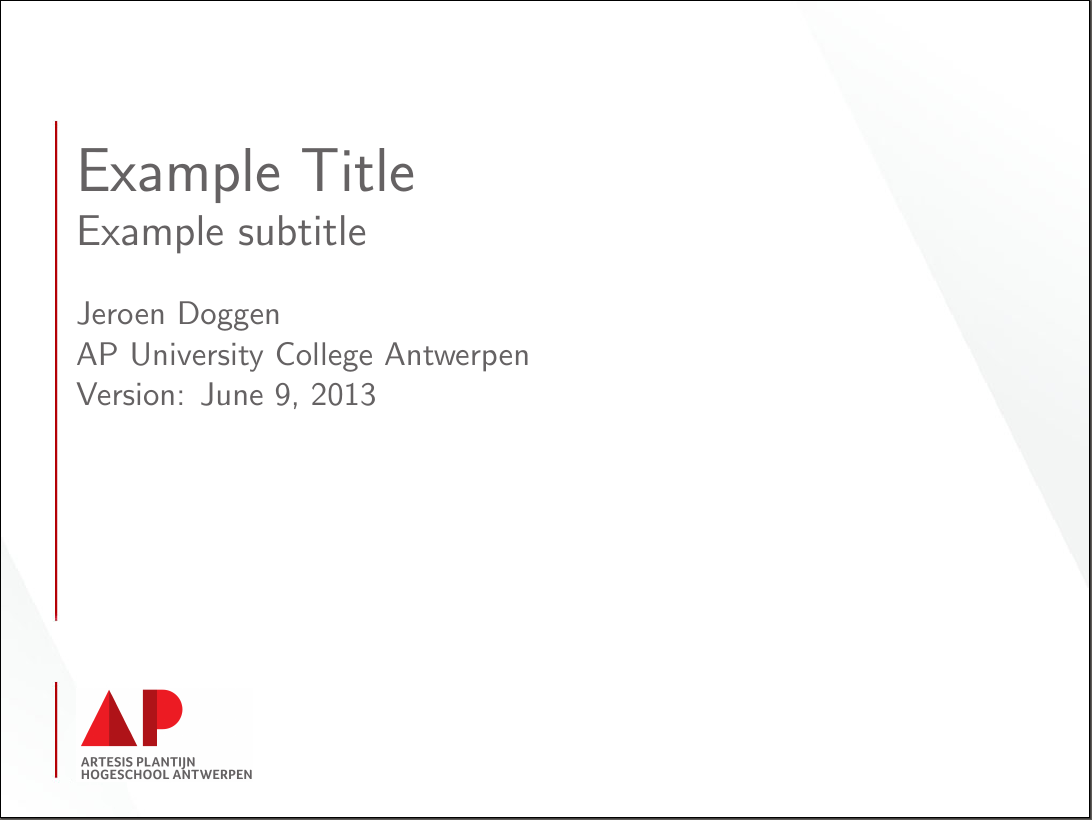 Example Title
Example subtitle
Jeroen Doggen
AP University College Antwerpen
Version: June 9, 2013
AP
ARTESIS PLANTIJN
HOGESCHOOL ANTWERPEN